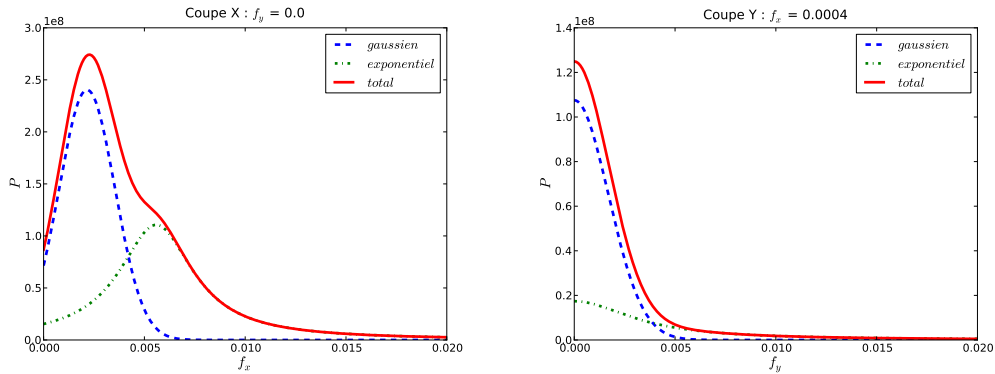 Coupe X : f_y = 0.0
1e8
3.0
2.5
2.0
1.5
1.0
0.5
0.0
P
0.000
0.005
0.010
0.015
0.020
f_x
gaussien
exponentiel
total
Coupe Y : f_x = 0.0004
1e8
1.4
1.2
1.0
0.8
0.6
0.4
0.2
0.0
P
0.000
0.005
0.010
0.015
0.020
f_y
gaussien
exponentiel
total